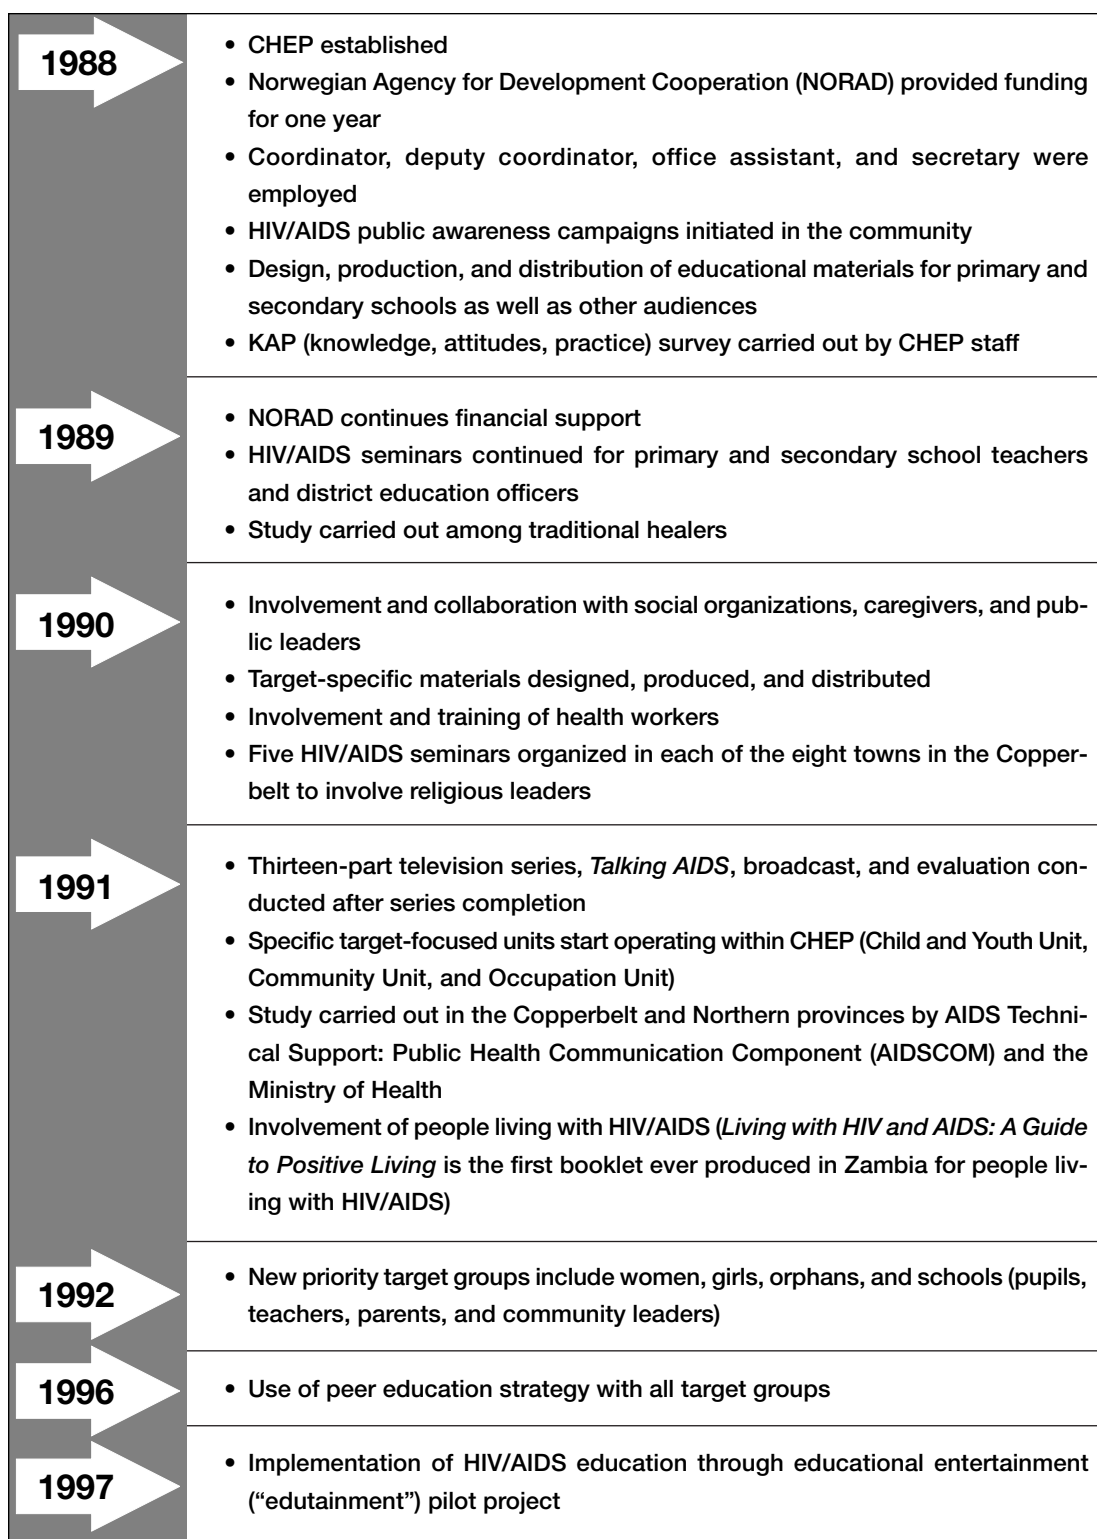 1988
• CHEP established
• Norwegian Agency for Development Cooperation (NORAD) provided funding
for one year
• Coordinator, deputy coordinator, office assistant, and secretary were
employed
• HIV/AIDS public awareness campaigns initiated in the community
• Design, production, and distribution of educational materials for primary and
secondary schools as well as other audiences
• KAP (knowledge, attitudes, practice) survey carried out by CHEP staff
1989
• NORAD continues financial support
• HIV/AIDS seminars continued for primary and secondary school teachers
and district education officers
• Study carried out among traditional healers
1990
• Involvement and collaboration with social organizations, caregivers, and pub-
lic leaders
• Target-specific materials designed, produced, and distributed
• Involvement and training of health workers
• Five HIV/AIDS seminars organized in each of the eight towns in the Copper-
belt to involve religious leaders
1991
• Thirteen-part television series, Talking AIDS, broadcast, and evaluation con-
ducted after series completion
• Specific target-focused units start operating within CHEP (Child and Youth Unit,
Community Unit, and Occupation Unit)
• Study carried out in the Copperbelt and Northern provinces by AIDS Techni-
cal Support: Public Health Communication Component (AIDSCOM) and the
Ministry of Health
• Involvement of people living with HIV/AIDS (Living with HIV and AIDS: A Guide
to Positive Living is the first booklet ever produced in Zambia for people liv-
ing with HIV/AIDS)
1992
• New priority target groups include women, girls, orphans, and schools (pupils,
teachers, parents, and community leaders)
1996
• Use of peer education strategy with all target groups
1997
• Implementation of HIV/AIDS education through educational entertainment
(“edutainment”) pilot project